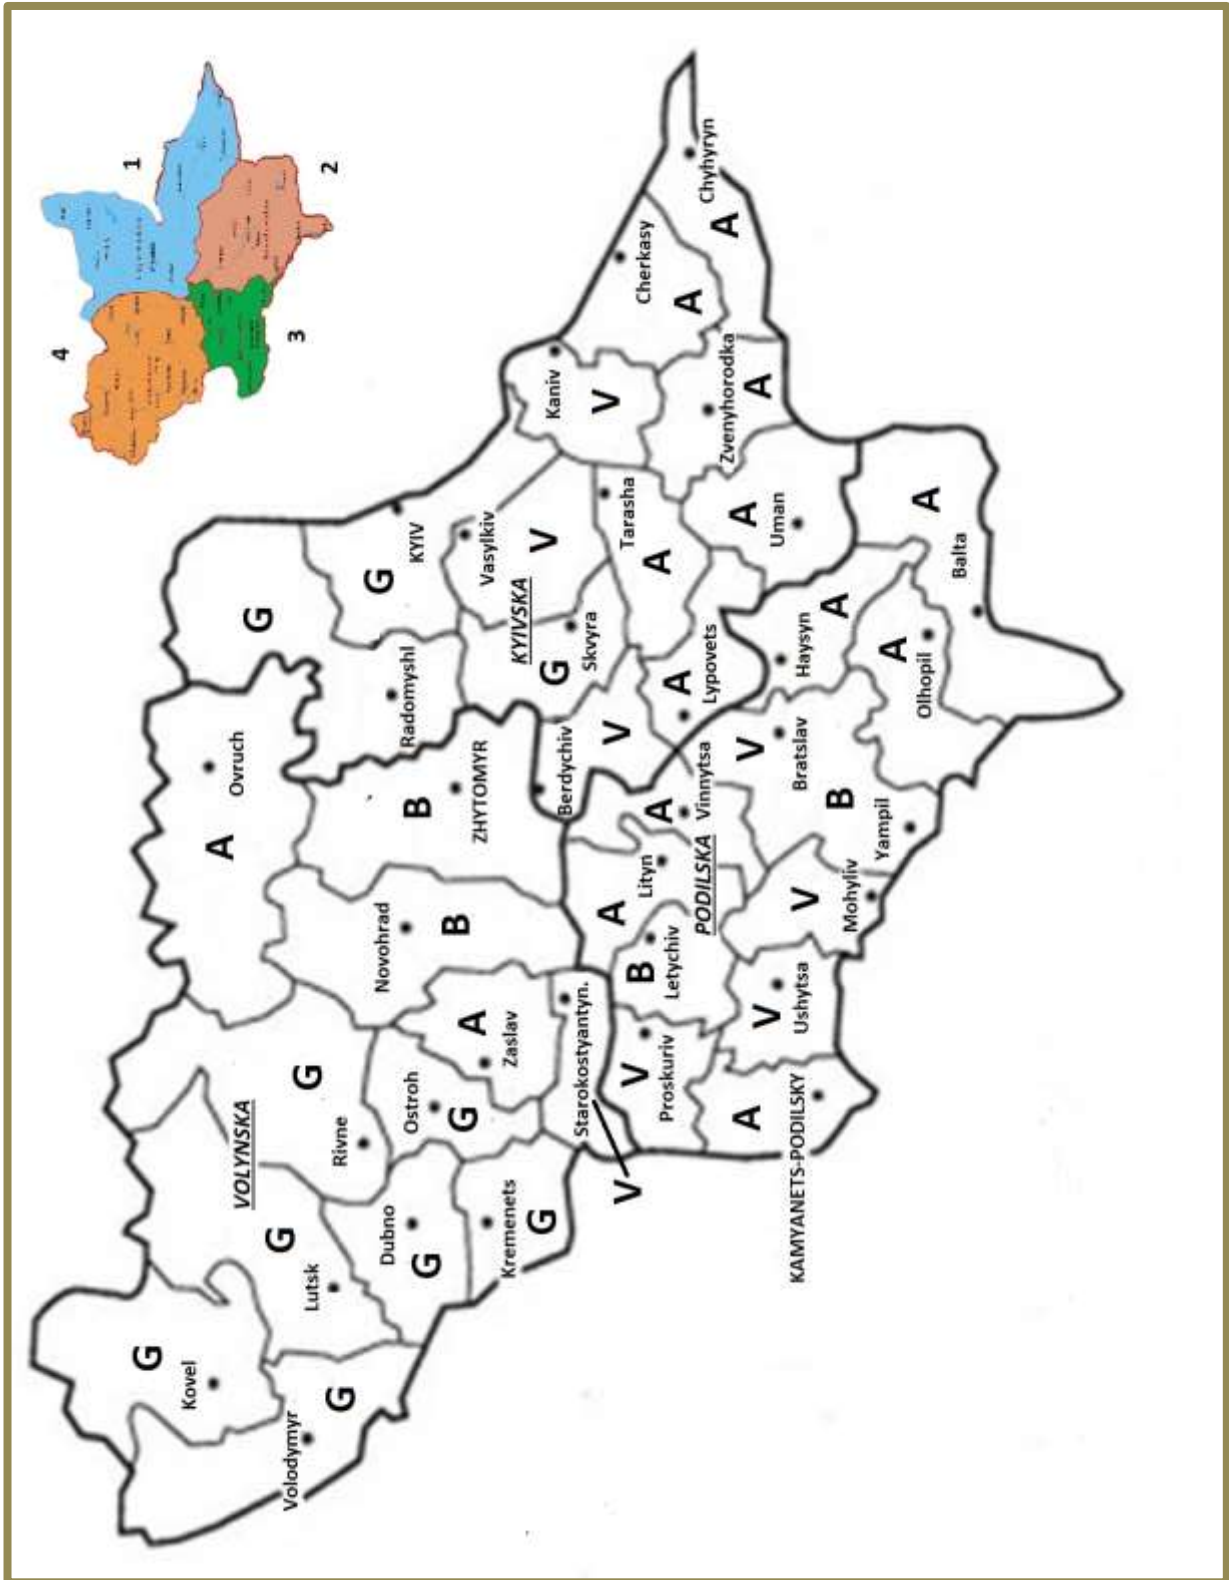 4
1
2
3
G
Kovel
A
Ovruch
G
VOLYNSKA
Volodymyr
G
G
Lutsk
G
Rivne
G
Radomyshl
G
KYIV
Dubno
G
Ostroh
G
Novohrad
B
B
ZHYTOMYR
Kremenets
G
A
Zaslav
Vasylkiv
V
KYIVSKA
G
Skvyra
Kaniv
V
Berdychiv
V
Starokostyantyn.
V
Cherkasy
A
Tarasha
A
A
Lityn
A
Vinnytsa
PODILSKA
B
Letychiv
V
Proskuriv
A
Lypovets
Chyhyryn
A
Zvenyhorodka
A
A
Uman
V
Bratslav
A
KAMYANETS-PODILSKY
V
Ushytsa
V
Mohyliv
B
Yampil
Haysyn
A
A
Olhopil
A
Balta